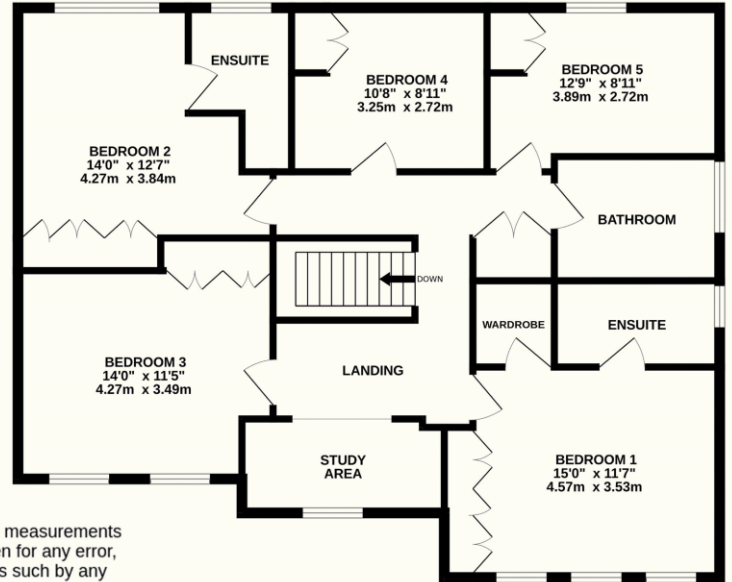 ENSUITE
BEDROOM 4
10'8" x 8'11"
3.25m x 2.72m
BEDROOM 5
12'9" x 8'11"
3.89m x 2.72m
BEDROOM 2
14'0" x 12'7"
4.27m x 3.84m
BATHROOM
DOWN
WARDROBE
ENSUITE
BEDROOM 3
14'0" x 11'5"
4.27m x 3.49m
LANDING
STUDY
AREA
BEDROOM 1
15'0" x 11'7"
4.57m x 3.53m
measurements
en for any error,
s such by any